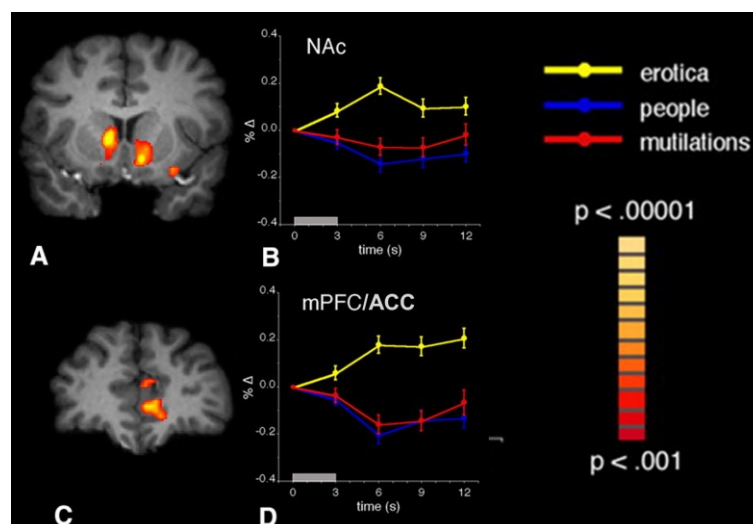 A
NAc
0.4
0.2
0.0
-0.2
-0.4
% Δ
0
3
6
9
12
time (s)
B
erotica
people
mutilations
p < .00001
p < .001
C
mPFC/ACC
0.4
0.2
0.0
-0.2
-0.4
% Δ
0
3
6
9
12
time (s)
D